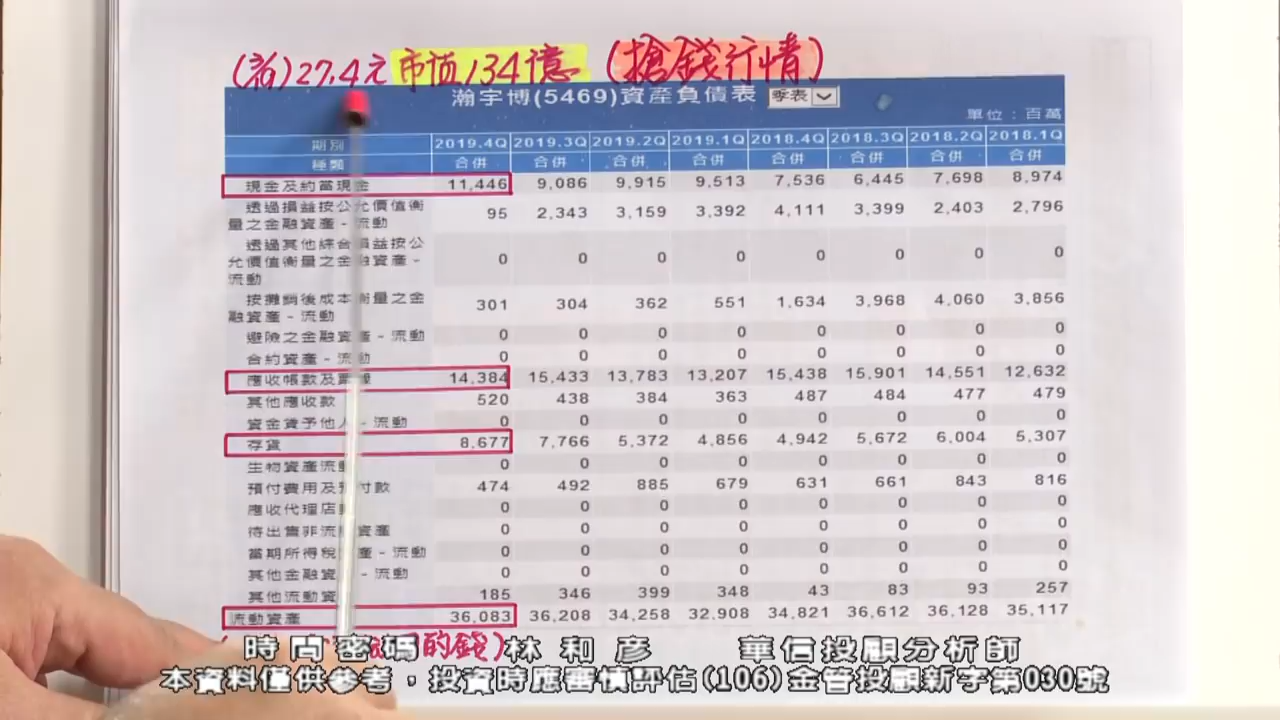 27.4元 市值134億 (搶錢行情)
瀚宇博(5469)資產負債表 季表
單位：百萬
期別 2019.4Q 2019.3Q 2019.2Q 2019.1Q 2018.4Q 2018.3Q 2018.2Q 2018.1Q
種類 合併 合併 合併 合併 合併 合併 合併 合併
現金及約當現金 11,446 9,086 9,915 9,513 7,536 6,445 7,698 8,974
透過損益按公允價值衡
量之金融資產－流動 95 2,343 3,159 3,392 4,111 3,399 2,403 2,796
透過其他綜合損益按公
允價值衡量之金融資產－
流動 0 0 0 0 0 0 0 0
按攤銷後成本衡量之金
融資產－流動 301 304 362 551 1,634 3,968 4,060 3,856
避險之金融資產－流動 0 0 0 0 0 0 0 0
合約資產－流動 0 0 0 0 0 0 0 0
應收帳款及票據 14,384 15,433 13,783 13,207 15,438 15,901 14,551 12,632
其他應收款 520 438 384 363 487 484 477 479
資金貸予他人－流動 0 0 0 0 0 0 0 0
存貨 8,677 7,766 5,372 4,856 4,942 5,672 6,004 5,307
生物資產流動 0 0 0 0 0 0 0 0
預付費用及預付款 474 492 885 679 631 661 843 816
應收代理店 0 0 0 0 0 0 0 0
待出售非流動資產 0 0 0 0 0 0 0 0
當期所得稅資產－流動 0 0 0 0 0 0 0 0
其他金融資產－流動 0 0 0 0 0 0 0 0
其他流動資 185 346 399 348 43 83 93 257
流動資產 36,083 36,208 34,258 32,908 34,821 36,612 36,128 35,117
的錢)
時間密碼 林和彥 華信投顧分析師
本資料僅供參考，投資時應審慎評估(106)金管投顧新字第030號